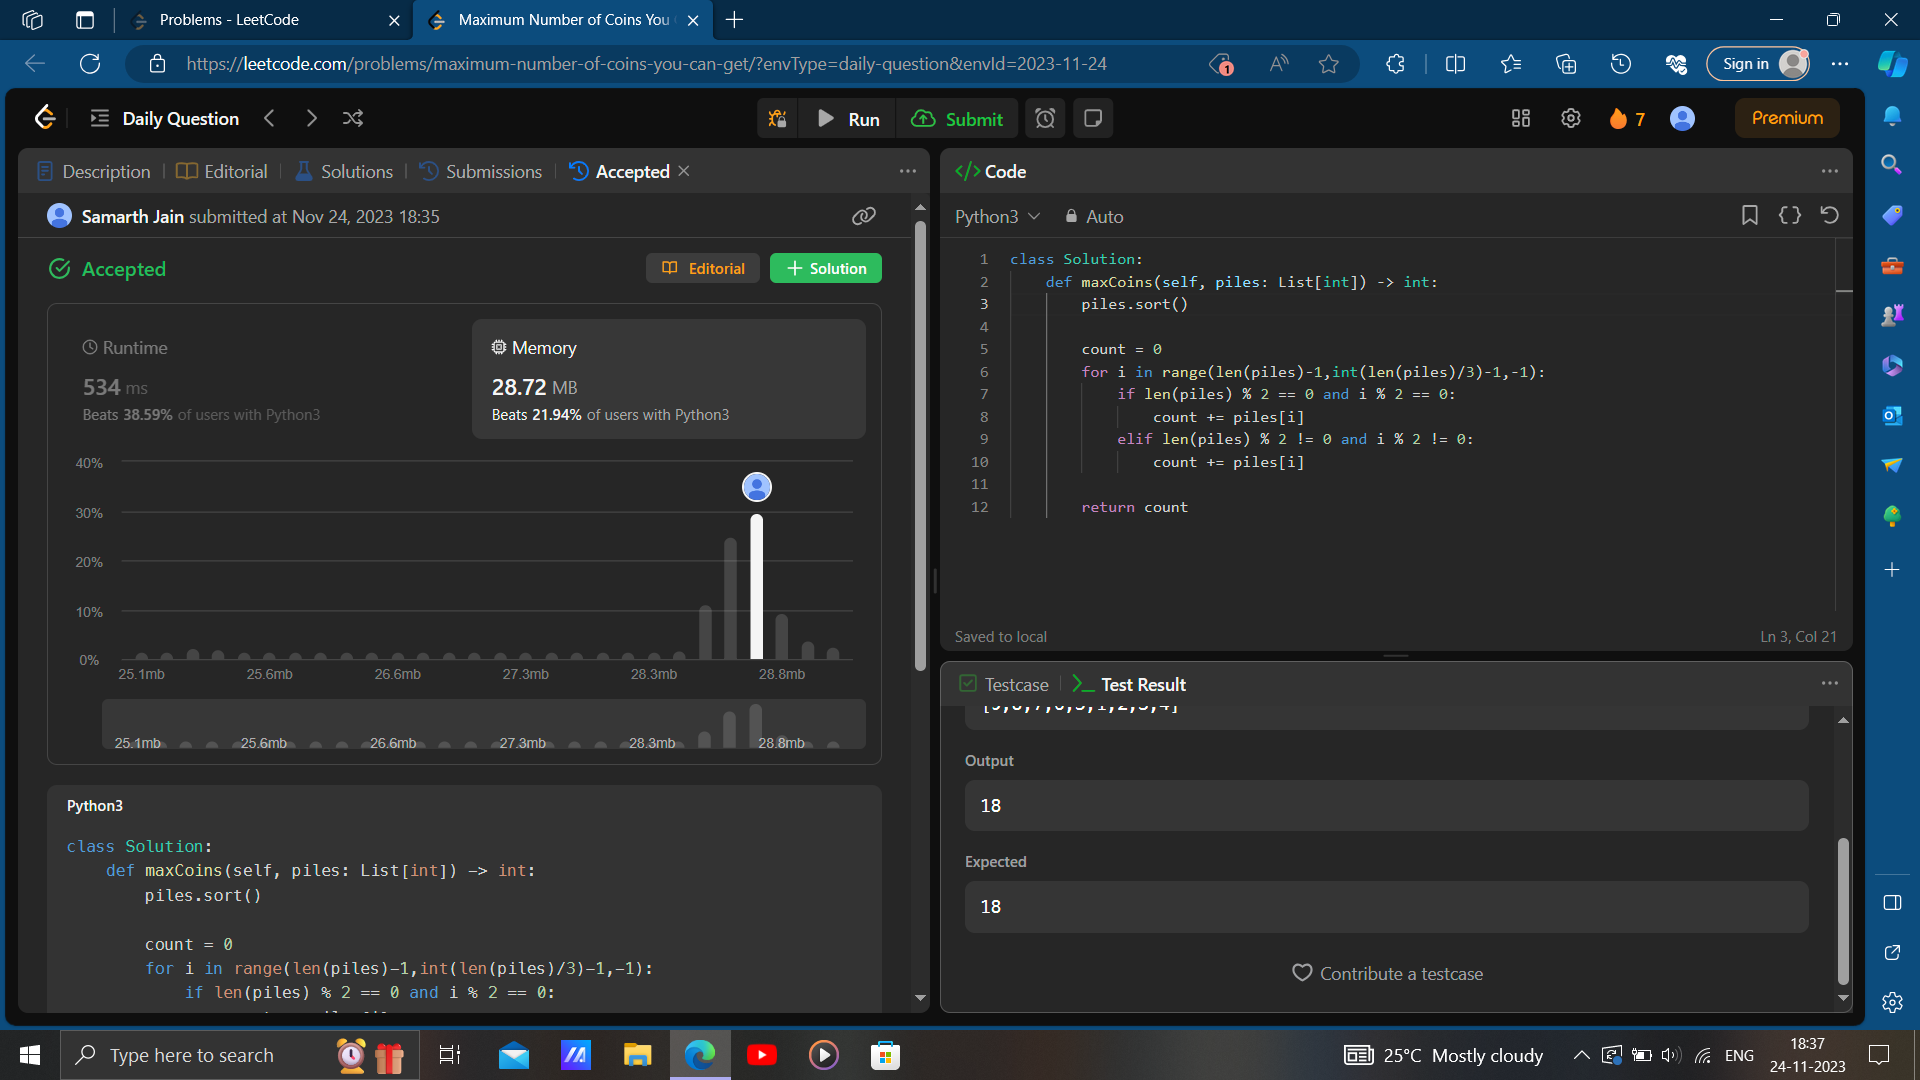 Problems - LeetCode
Maximum Number of Coins You
https://leetcode.com/problems/maximum-number-of-coins-you-can-get/?envType=daily-question&envId=2023-11-24
1
Sign in
Daily Question
Run
Submit
7
Premium
Description
Editorial
Solutions
Submissions
Accepted
Samarth Jain submitted at Nov 24, 2023 18:35
Accepted
Editorial
Solution
Runtime
534 ms
Beats 38.59% of users with Python3
Memory
28.72 MB
Beats 21.94% of users with Python3
40%
30%
20%
10%
0%
25.1mb 25.6mb 26.6mb 27.3mb 28.3mb 28.8mb
25.1mb 25.6mb 26.6mb 27.3mb 28.3mb 28.8mb
Python3
class Solution:
def maxCoins(self, piles: List[int]) -> int:
piles.sort()
count = 0
for i in range(len(piles)-1,int(len(piles)/3)-1,-1):
if len(piles) % 2 == 0 and i % 2 == 0:
Code
Python3
Auto
1 class Solution:
2 def maxCoins(self, piles: List[int]) -> int:
3 piles.sort()
4
5 count = 0
6 for i in range(len(piles)-1,int(len(piles)/3)-1,-1):
7 if len(piles) % 2 == 0 and i % 2 == 0:
8 count += piles[i]
9 elif len(piles) % 2 != 0 and i % 2 != 0:
10 count += piles[i]
11
12 return count
Saved to local
Ln 3, Col 21
Testcase
Test Result
Output
18
Expected
18
Contribute a testcase
Type here to search
25°C Mostly cloudy
ENG
18:37
24-11-2023